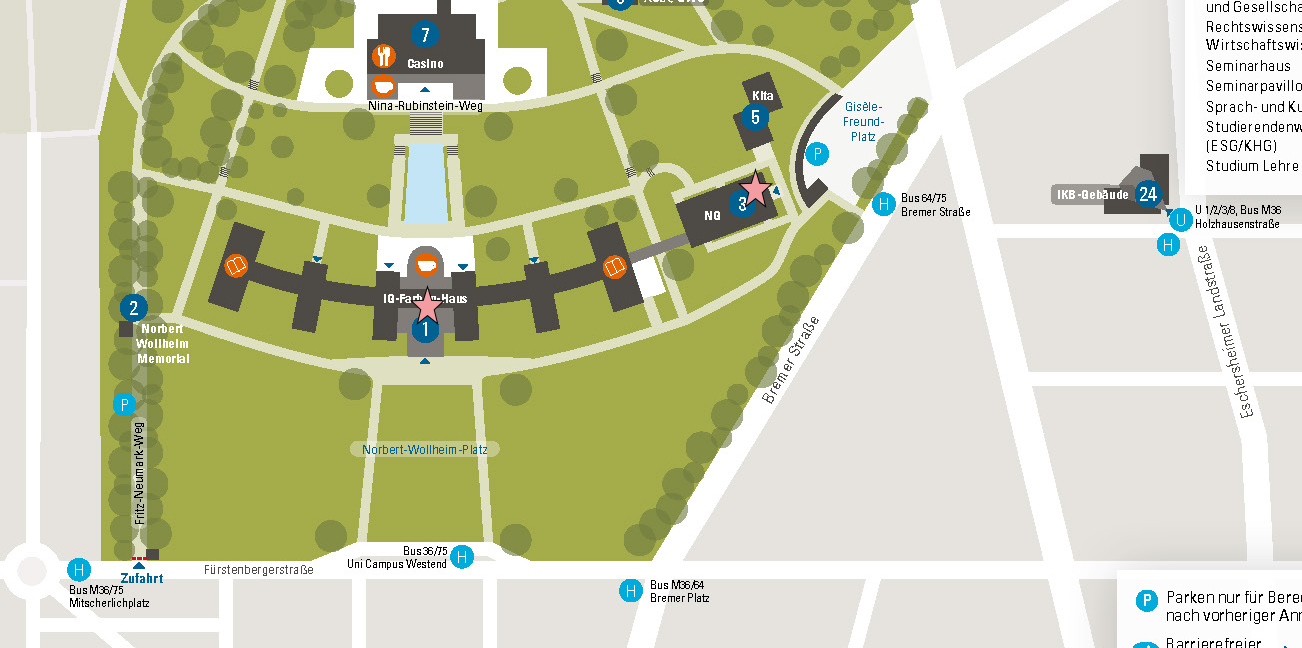 7
Casino
Nina-Rubinstein-Weg
Kita
5
Gisèle-
Freund-
Platz
P
3
NG
H
Bus 64/75
Bremer Straße
IKB-Gebäude
24
U
U 1/2/3/8, Bus M36
Holzhausenstraße
H
und Gesellscha
Rechtswissens
Wirtschaftswis
Seminarhaus
Seminarpavillo
Sprach- und Ku
Studierendenw
(ESG/KHG)
Studium Lehre
2
Norbert
Wollheim
Memorial
IG-Farben-Haus
1
P
Fritz-Neumark-Weg
Norbert-Wollheim-Platz
Bremer Straße
Eschersheimer Landstraße
H
Bus M36/75
Mitscherlichplatz
Zufahrt
Fürstenbergerstraße
Bus 36/75
Uni Campus Westend
H
H
Bus M36/64
Bremer Platz
P
Parken nur für Bere
nach vorheriger An
Barrierefreier